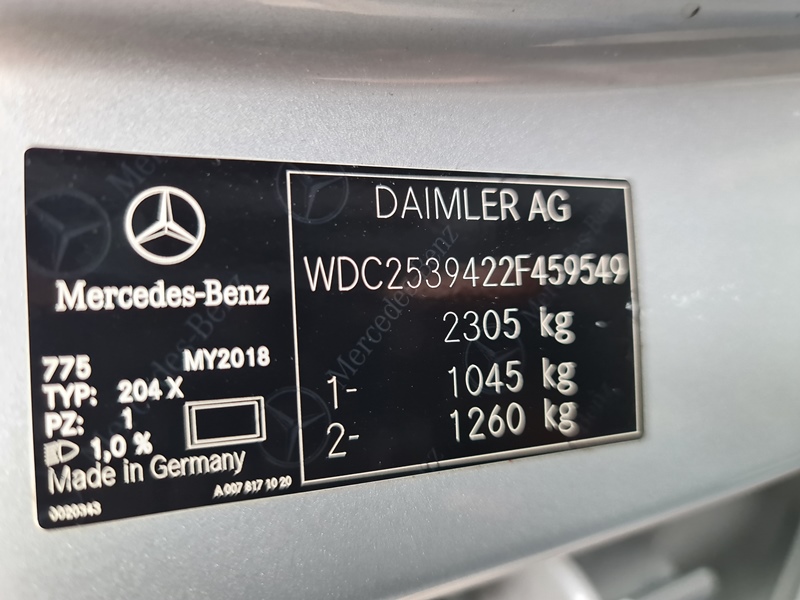 Mercedes-Benz
775 MY2018
TYP: 204 X
PZ: 1
1,0 %
Made in Germany
A 007 817 10 20
0020343
DAIMLER AG
WDC2539422F459549
2305 kg
1- 1045 kg
2- 1260 kg